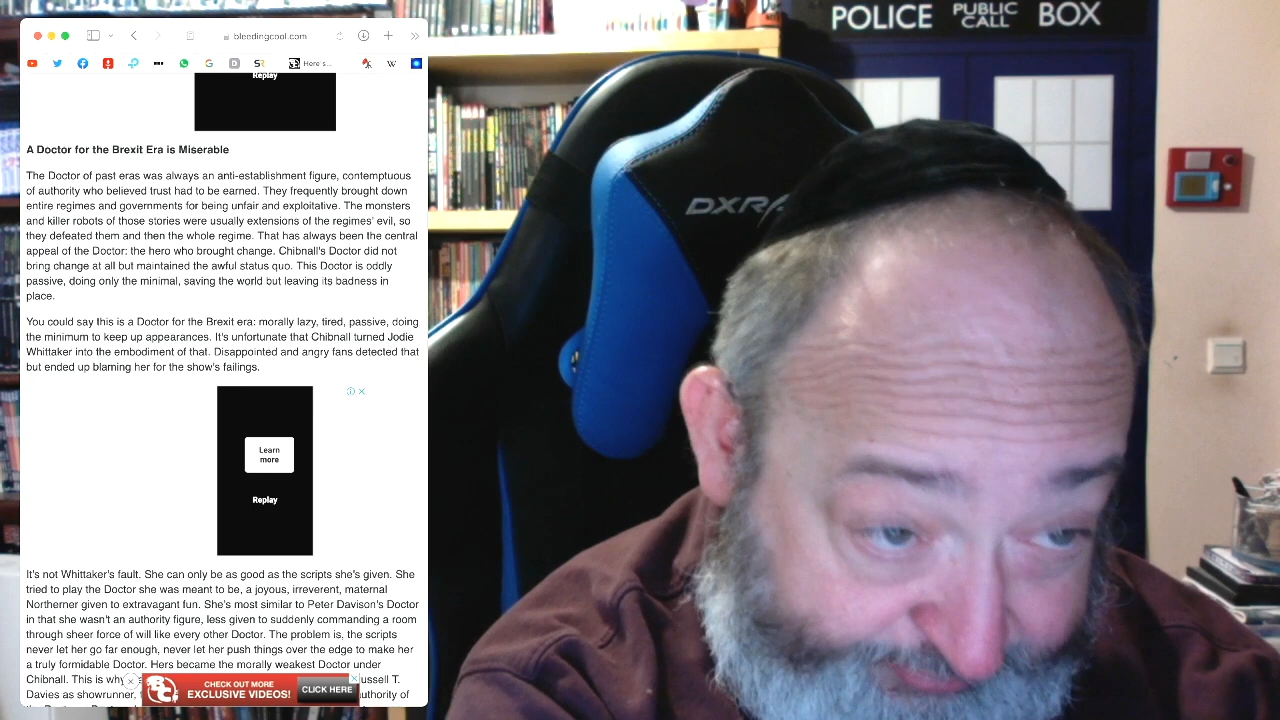 bleedingcool.com
Here's...
Replay
A Doctor for the Brexit Era is Miserable
The Doctor of past eras was always an anti-establishment figure, contemptuous
of authority who believed trust had to be earned. They frequently brought down
entire regimes and governments for being unfair and exploitative. The monsters
and killer robots of those stories were usually extensions of the regimes' evil, so
they defeated them and then the whole regime. That has always been the central
appeal of the Doctor: the hero who brought change. Chibnall's Doctor did not
bring change at all but maintained the awful status quo. This Doctor is oddly
passive, doing only the minimal, saving the world but leaving its badness in
place.
You could say this is a Doctor for the Brexit era: morally lazy, tired, passive, doing
the minimum to keep up appearances. It's unfortunate that Chibnall turned Jodie
Whittaker into the embodiment of that. Disappointed and angry fans detected that
but ended up blaming her for the show's failings.
Learn
more
Replay
It's not Whittaker's fault. She can only be as good as the scripts she's given. She
tried to play the Doctor she was meant to be, a joyous, irreverent, maternal
Northerner given to extravagant fun. She's most similar to Peter Davison's Doctor
in that she wasn't an authority figure, less given to suddenly commanding a room
through sheer force of will like every other Doctor. The problem is, the scripts
never let her go far enough, never let her push things over the edge to make her
a truly formidable Doctor. Hers became the morally weakest Doctor under
Chibnall. This is why ussell T.
Davies as showrunner, authority of
CHECK OUT MORE
EXCLUSIVE VIDEOS!
CLICK HERE
POLICE PUBLIC CALL BOX
DXRA